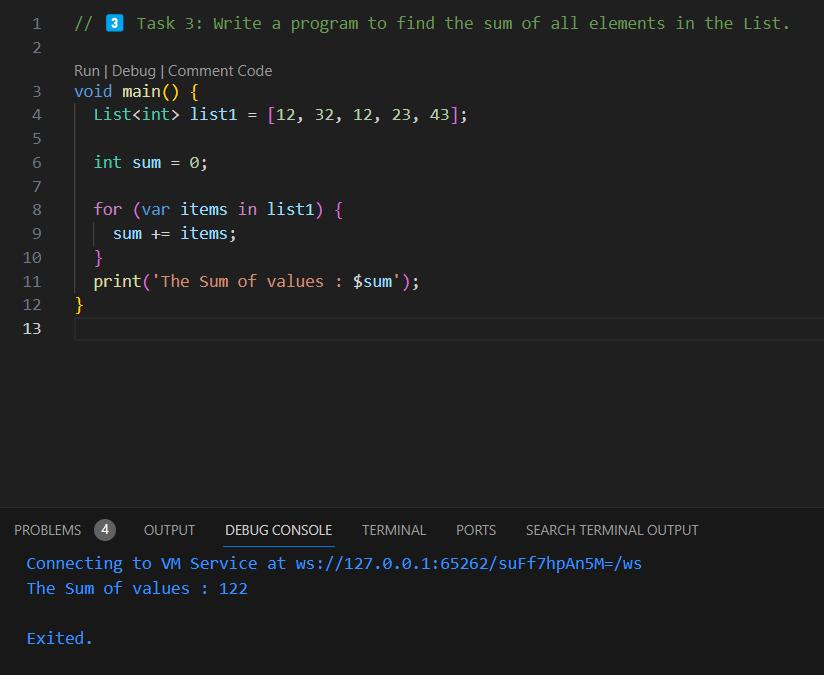 1 // 3️⃣ Task 3: Write a program to find the sum of all elements in the List.
2
Run | Debug | Comment Code
3 void main() {
4   List<int> list1 = [12, 32, 12, 23, 43];
5
6   int sum = 0;
7
8   for (var items in list1) {
9     sum += items;
10   }
11   print('The Sum of values : $sum');
12 }
13
PROBLEMS 4 OUTPUT DEBUG CONSOLE TERMINAL PORTS SEARCH TERMINAL OUTPUT
Connecting to VM Service at ws://127.0.0.1:65262/suFf7hpAn5M=/ws
The Sum of values : 122
Exited.